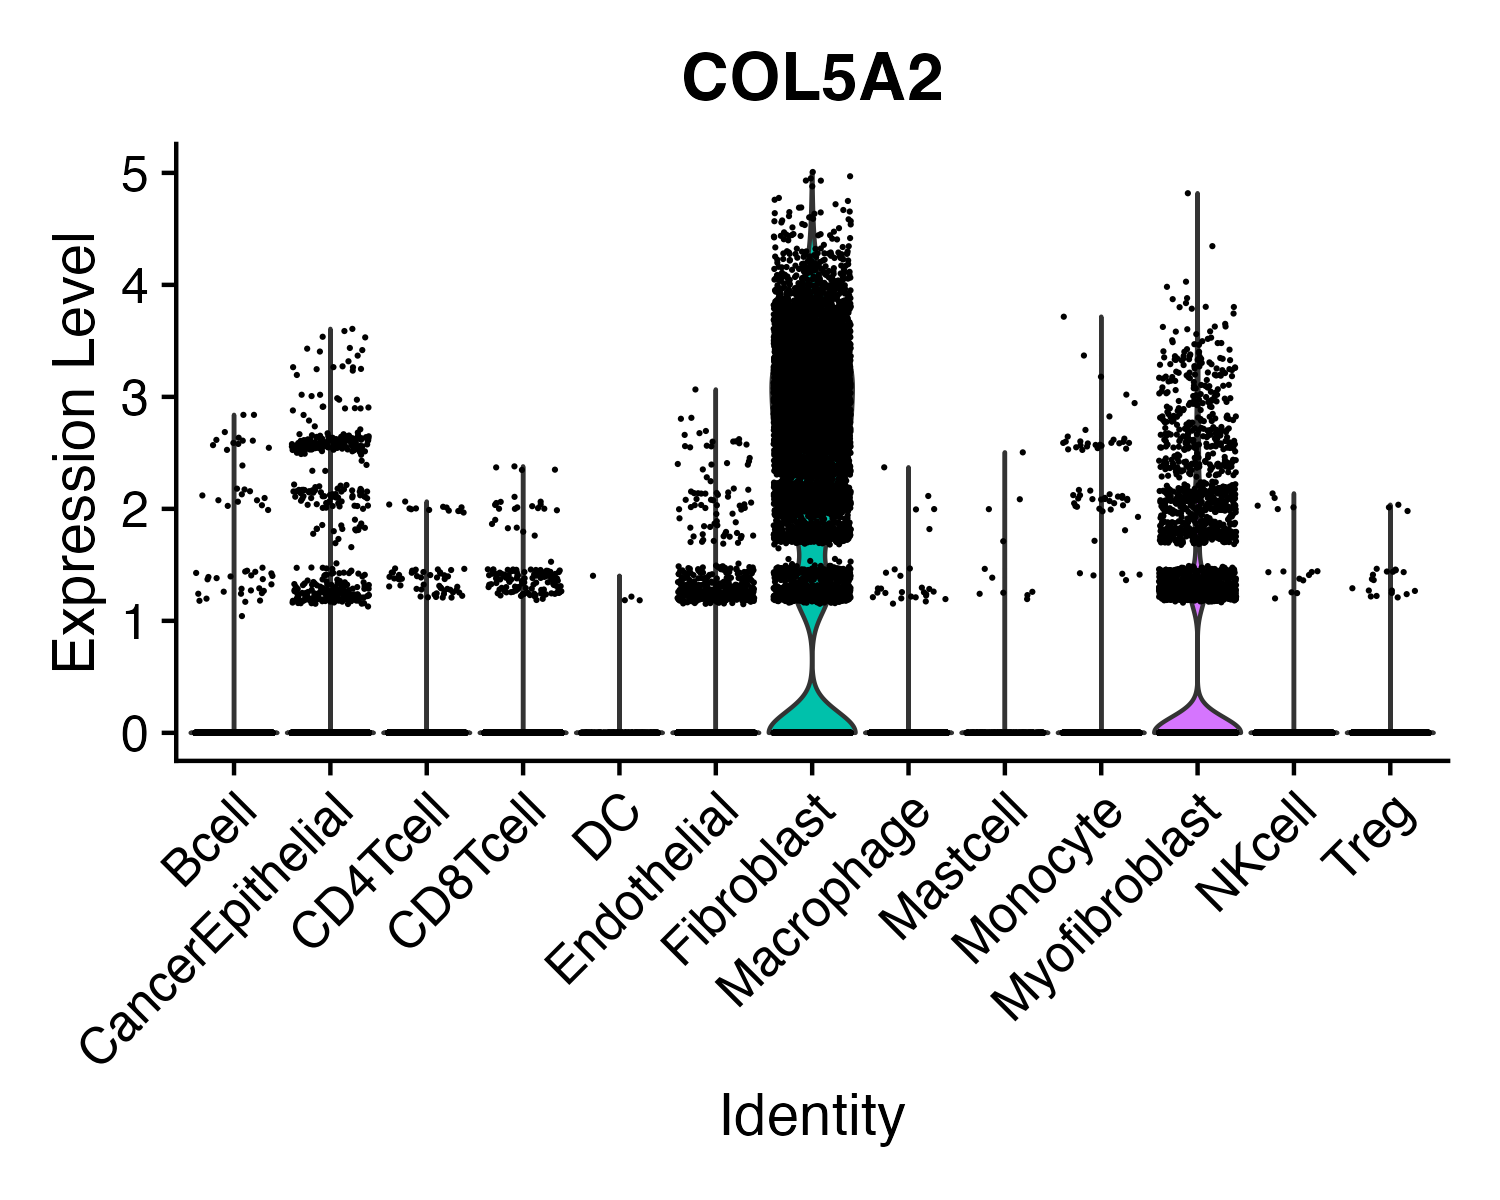 COL5A2
Expression Level
5
4
3
2
1
0
Bcell
CancerEpithelial
CD4Tcell
CD8Tcell
DC
Endothelial
Fibroblast
Macrophage
Mastcell
Monocyte
Myofibroblast
NKcell
Treg
Identity